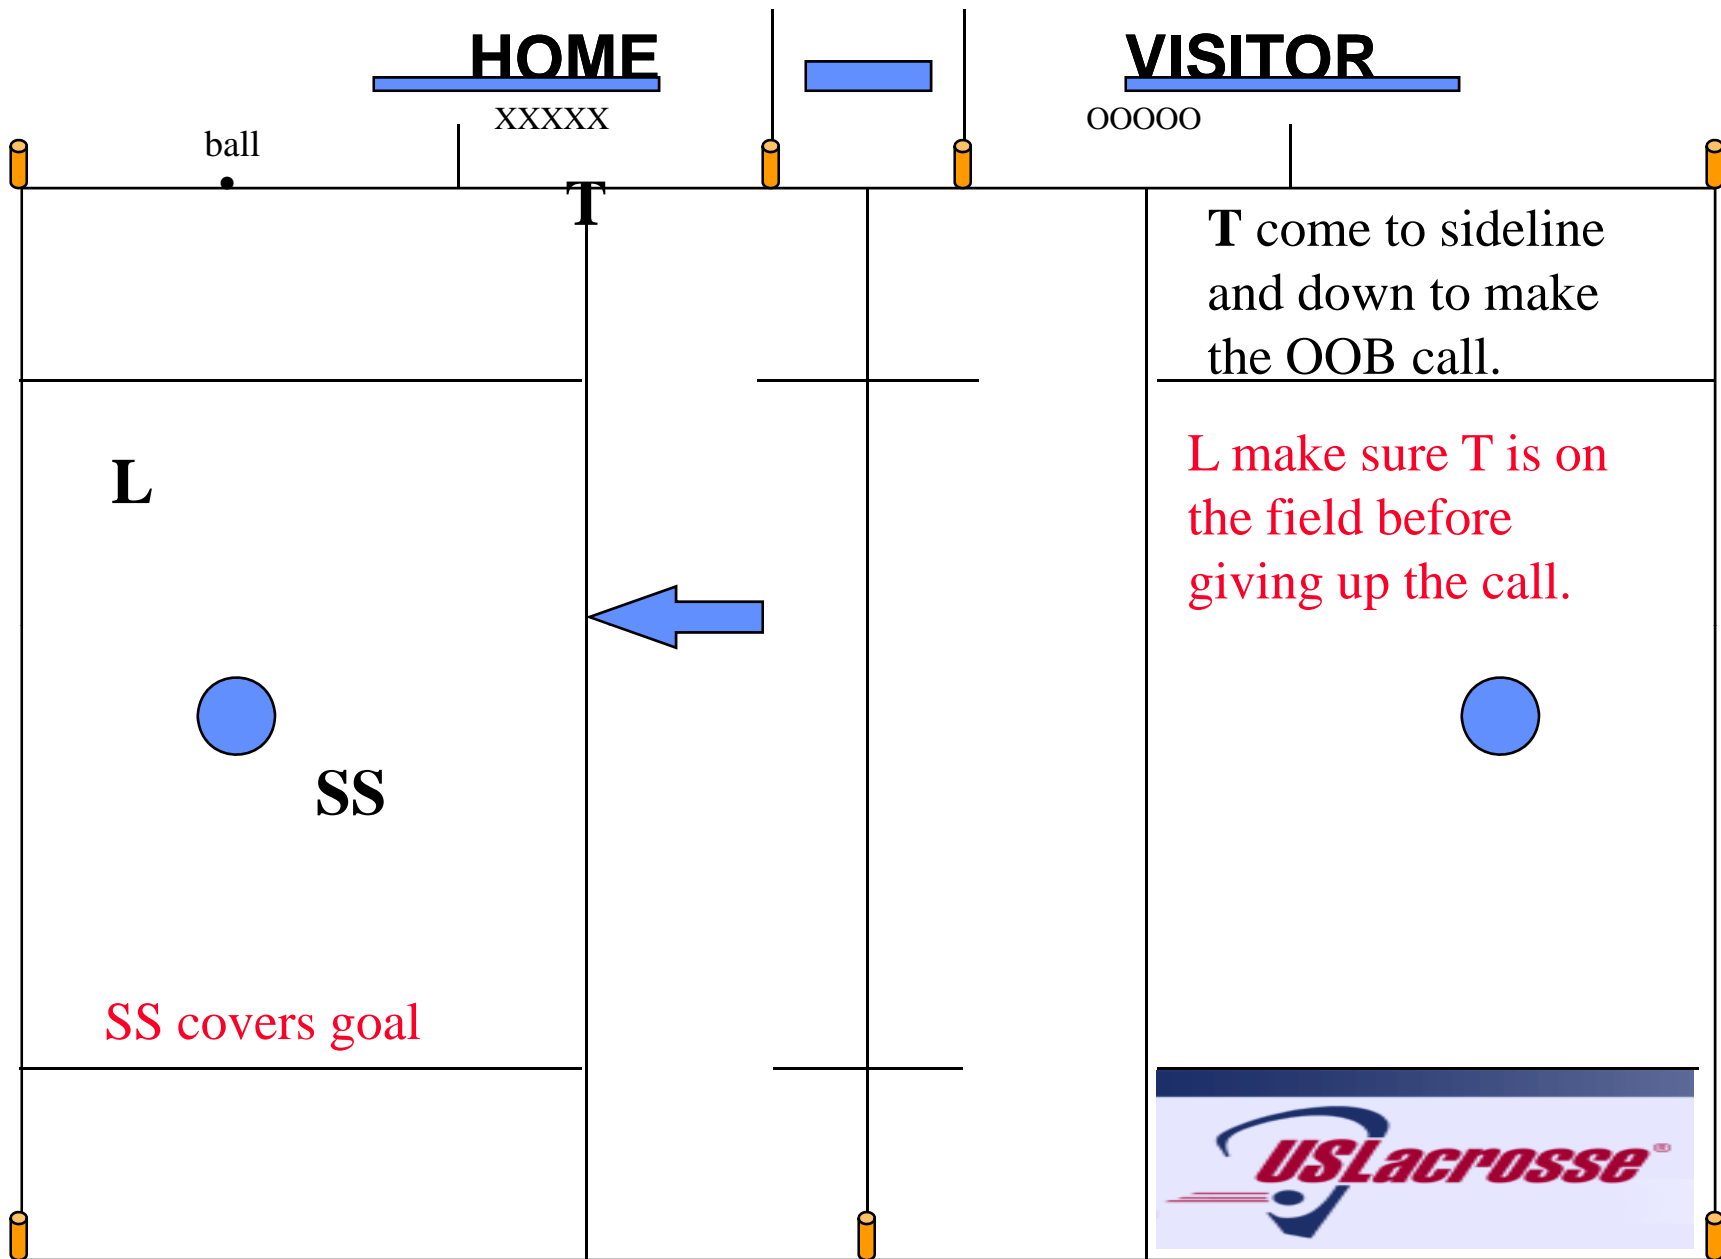 HOME
VISITOR
XXXXX
OOOOO
ball
T
T come to sideline
and down to make
the OOB call.
L
L make sure T is on
the field before
giving up the call.
SS
SS covers goal
USLacrosse®